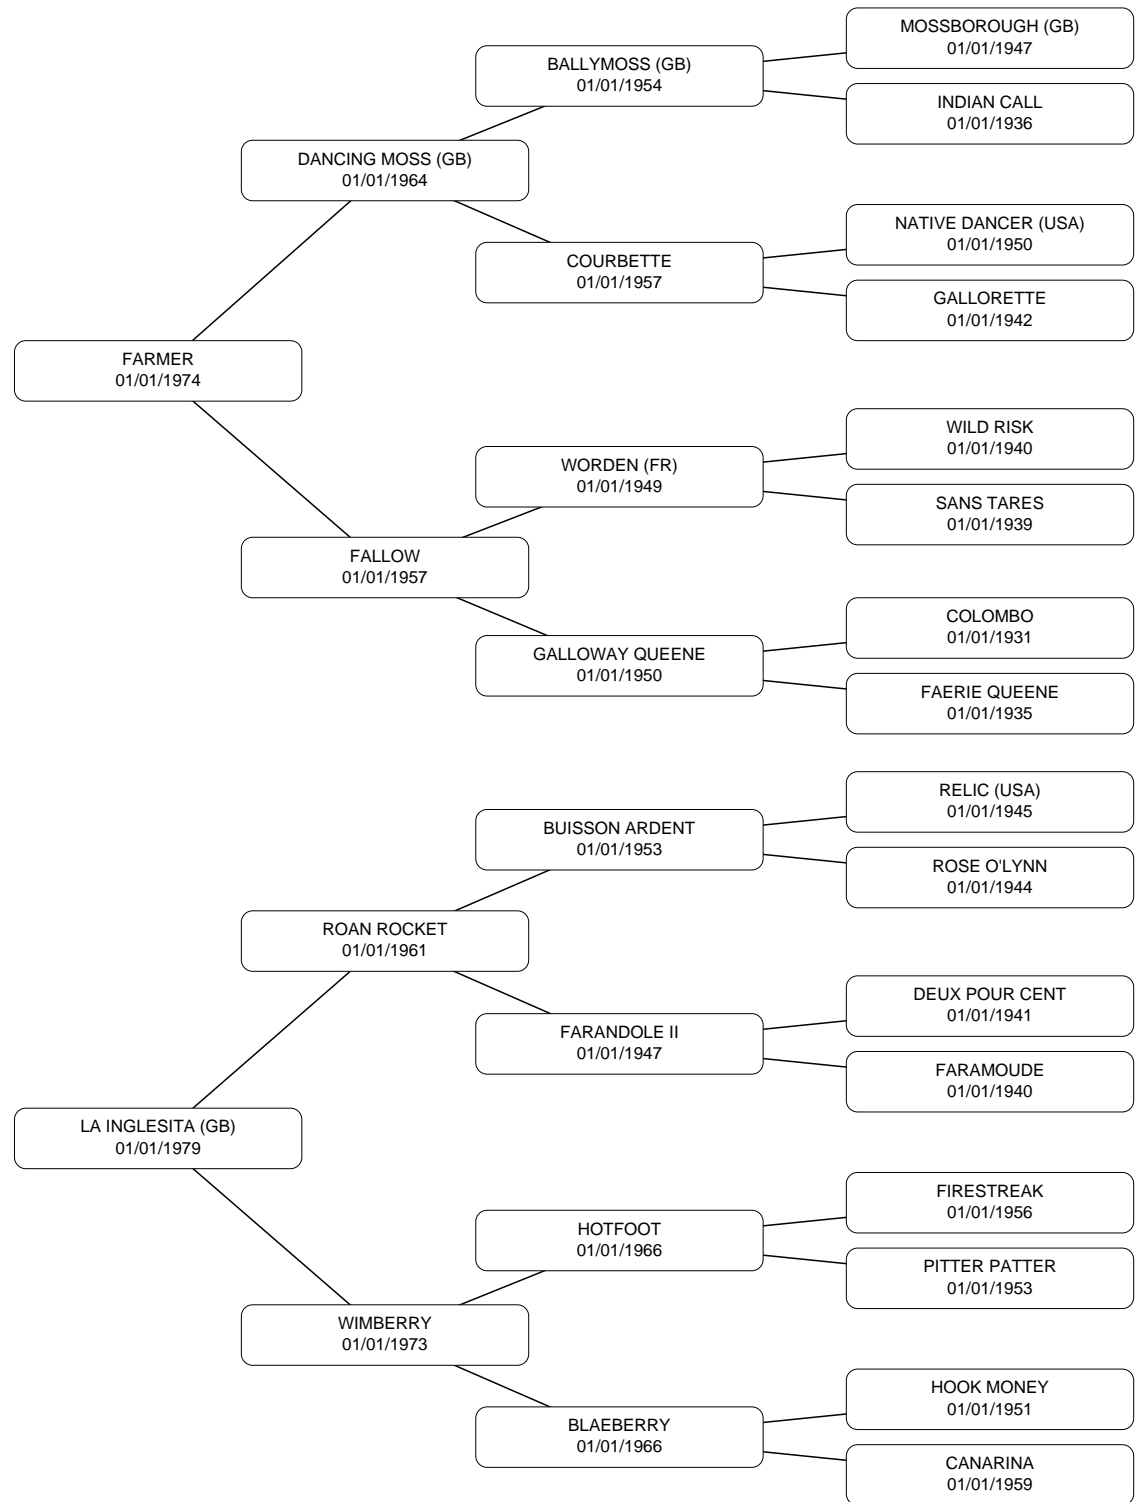 MOSSBOROUGH (GB)
01/01/1947
BALLYMOSS (GB)
01/01/1954
INDIAN CALL
01/01/1936
DANCING MOSS (GB)
01/01/1964
NATIVE DANCER (USA)
01/01/1950
COURBETTE
01/01/1957
GALLORETTE
01/01/1942
FARMER
01/01/1974
WILD RISK
01/01/1940
WORDEN (FR)
01/01/1949
SANS TARES
01/01/1939
FALLOW
01/01/1957
COLOMBO
01/01/1931
GALLOWAY QUEENE
01/01/1950
FAERIE QUEENE
01/01/1935
RELIC (USA)
01/01/1945
BUISSON ARDENT
01/01/1953
ROSE O'LYNN
01/01/1944
ROAN ROCKET
01/01/1961
DEUX POUR CENT
01/01/1941
FARANDOLE II
01/01/1947
FARAMOUDE
01/01/1940
LA INGLESITA (GB)
01/01/1979
FIRESTREAK
01/01/1956
HOTFOOT
01/01/1966
PITTER PATTER
01/01/1953
WIMBERRY
01/01/1973
HOOK MONEY
01/01/1951
BLAEBERRY
01/01/1966
CANARINA
01/01/1959